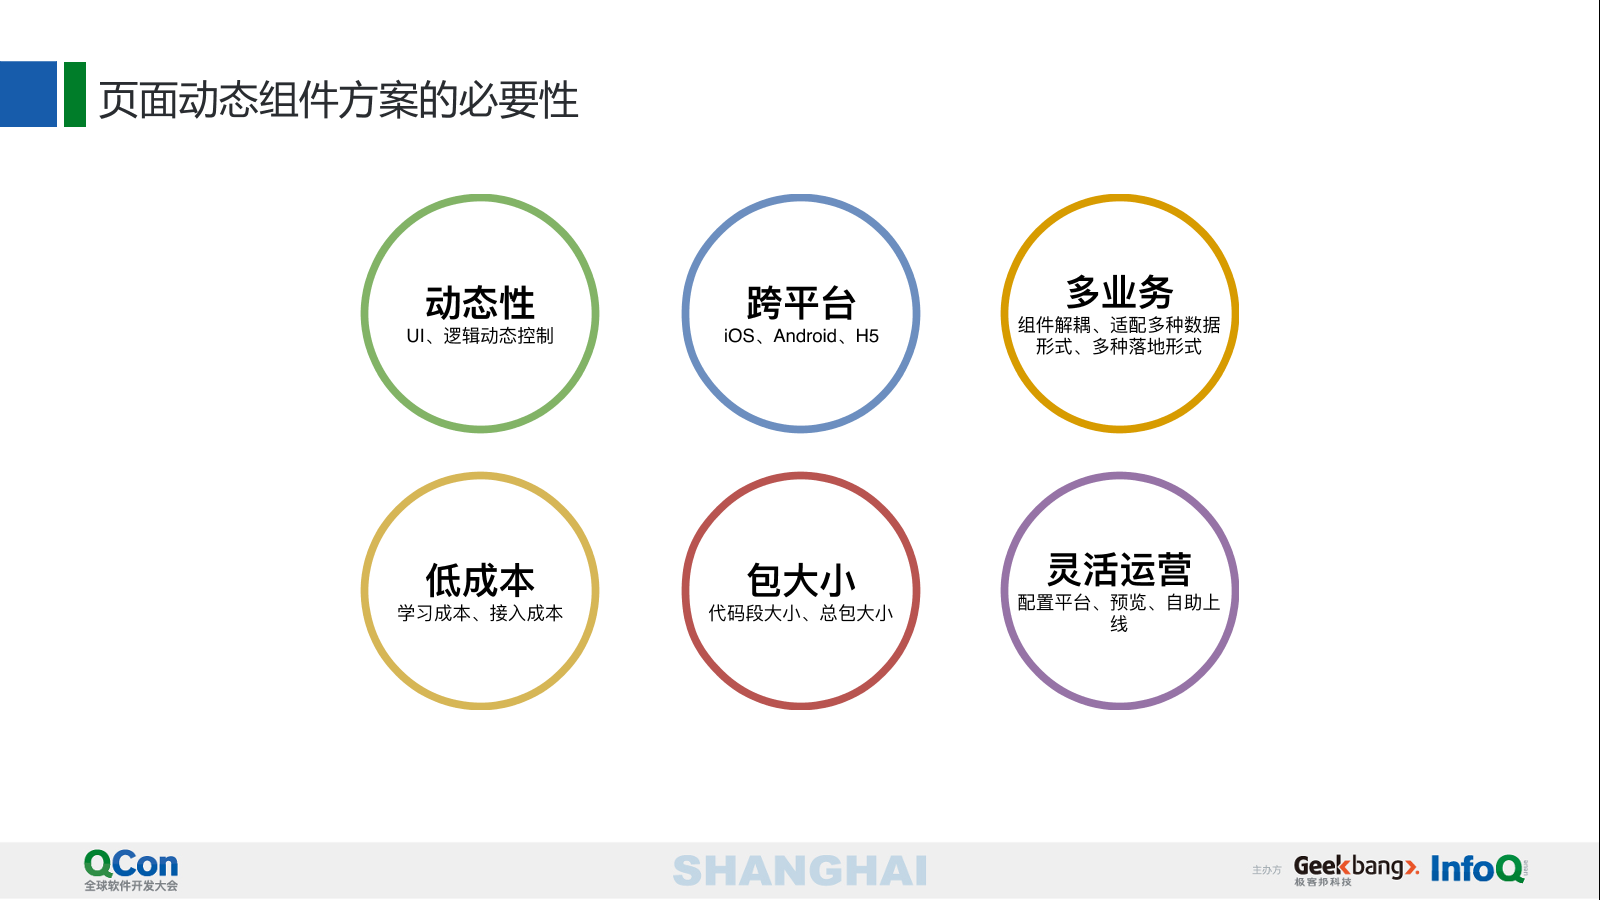 页面动态组件方案的必要性
动态性
UI、逻辑动态控制
跨平台
iOS、Android、H5
多业务
组件解耦、适配多种数据
形式、多种落地形式
低成本
学习成本、接入成本
包大小
代码段大小、总包大小
灵活运营
配置平台、预览、自助上
线
QCon
全球软件开发大会
SHANGHAI
主办方
Geekbang
极客邦科技
InfoQ